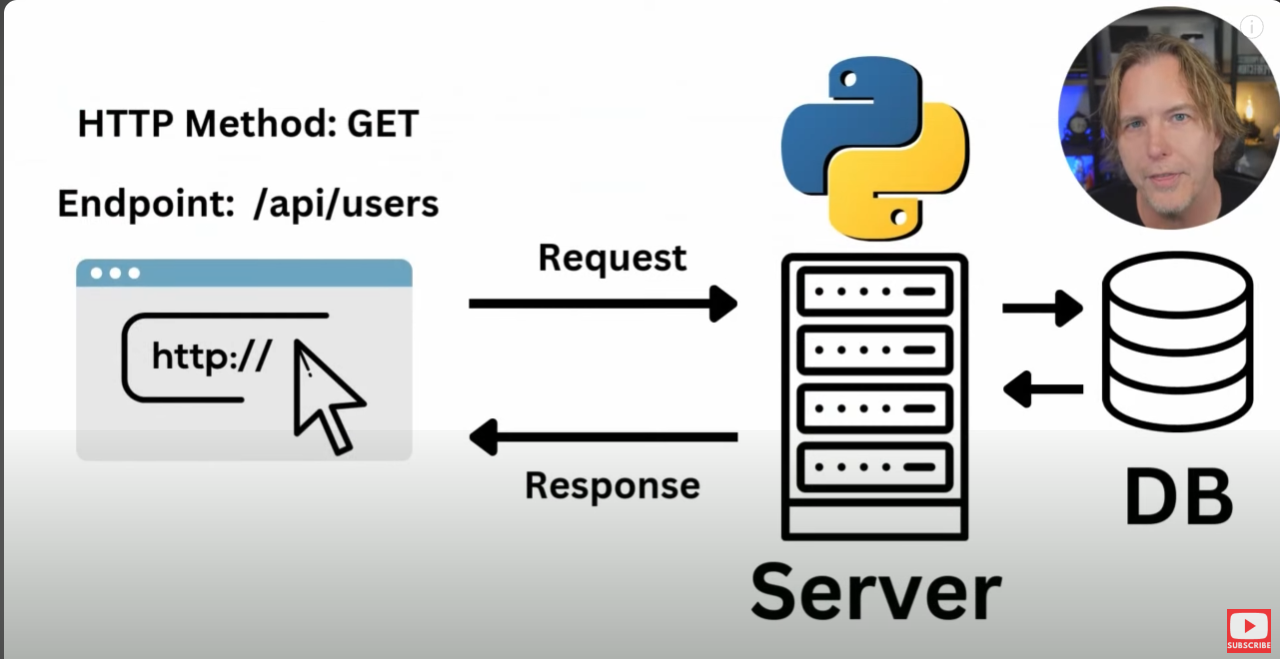 HTTP Method: GET
Endpoint: /api/users
http://
Request
Response
Server
DB
SUBSCRIBE